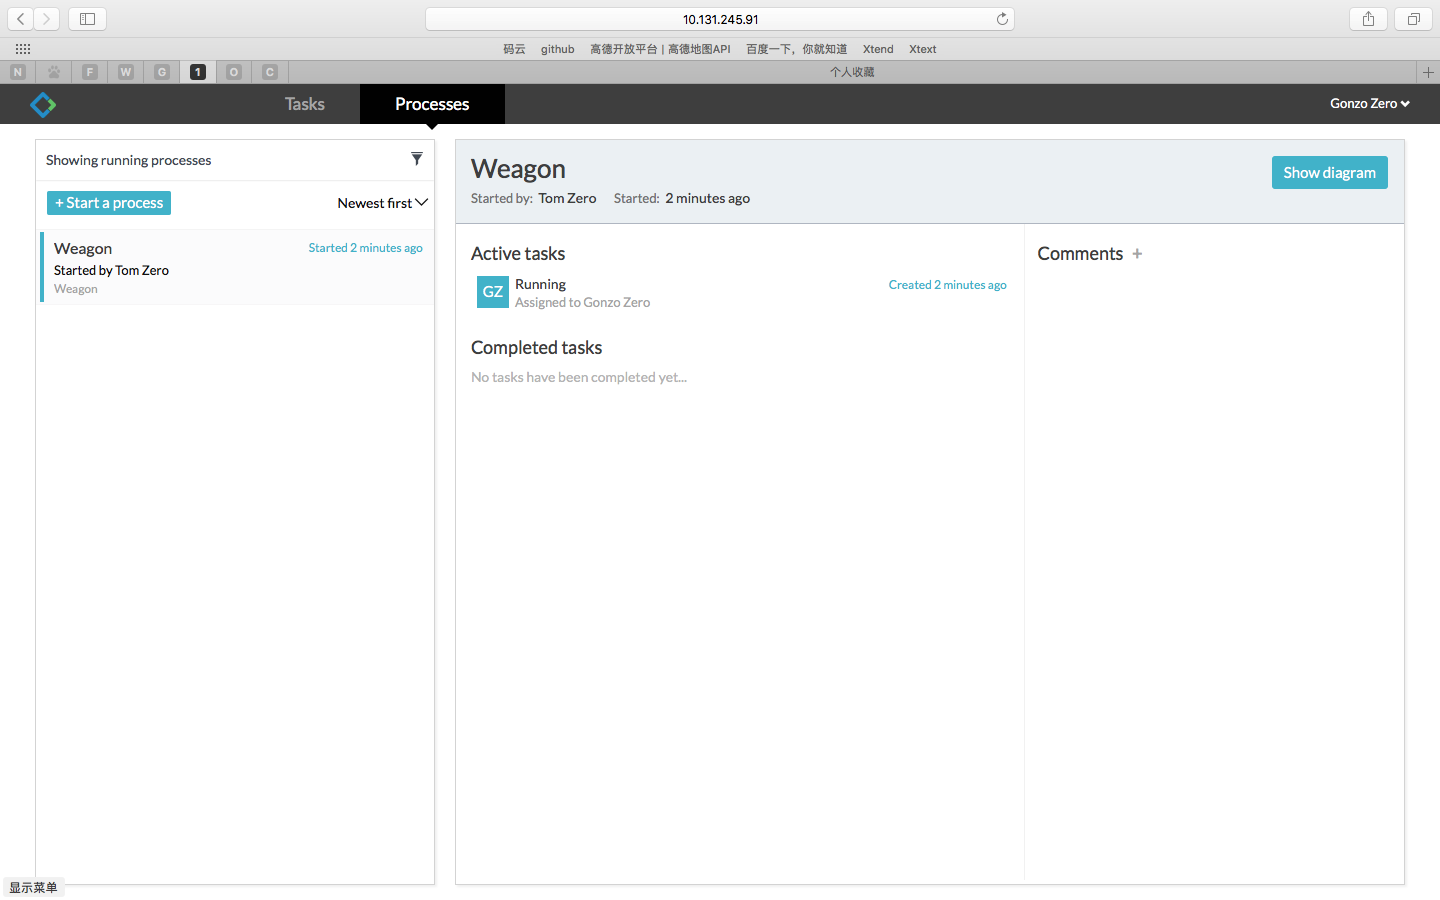 10.131.245.91
码云 github 高德开放平台 | 高德地图API 百度一下，你就知道 Xtend Xtext
N F W G 1 O C 个人收藏
Tasks Processes Gonzo Zero
Showing running processes
+ Start a process Newest first
Weagon Started 2 minutes ago
Started by Tom Zero
Weagon
Weagon Show diagram
Started by: Tom Zero Started: 2 minutes ago
Active tasks
GZ Running Created 2 minutes ago
Assigned to Gonzo Zero
Completed tasks
No tasks have been completed yet...
Comments +
显示菜单